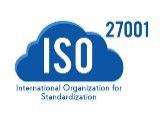 27001
ISO
International Organization for
Standardization